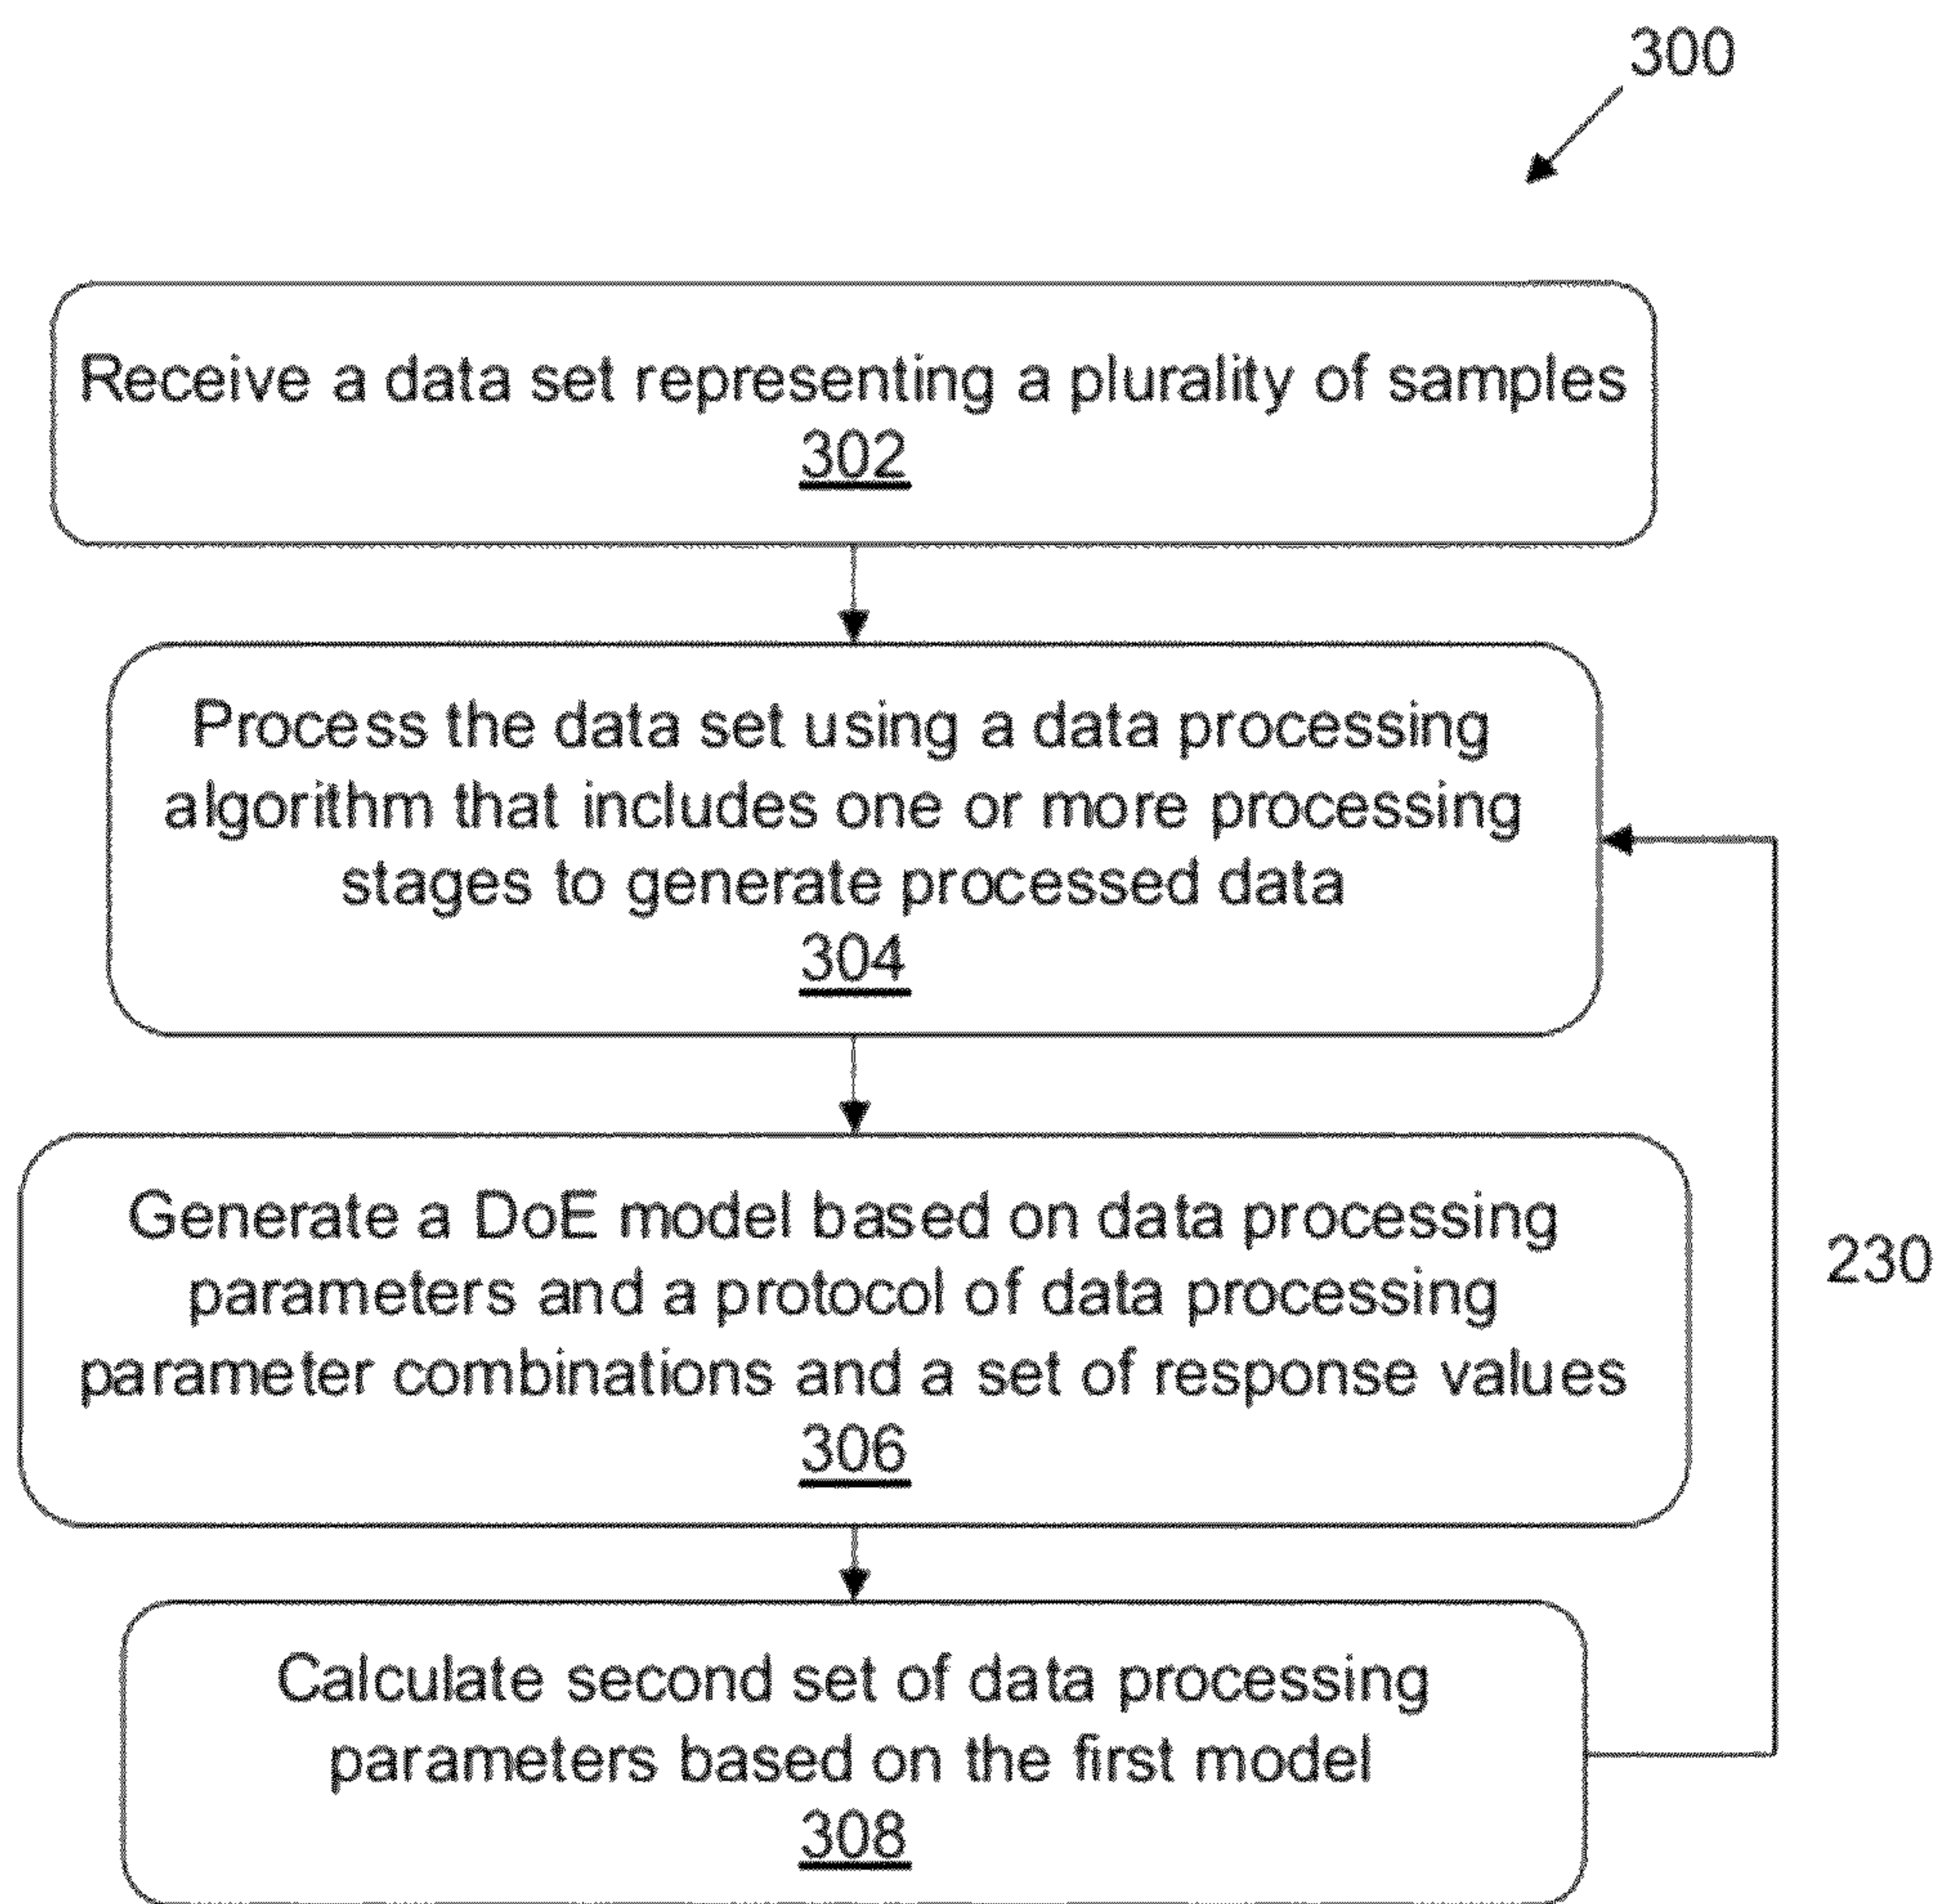 300
Receive a data set representing a plurality of samples
302
Process the data set using a data processing
algorithm that includes one or more processing
stages to generate processed data
304
Generate a DoE model based on data processing
parameters and a protocol of data processing
parameter combinations and a set of response values
306
230
Calculate second set of data processing
parameters based on the first model
308